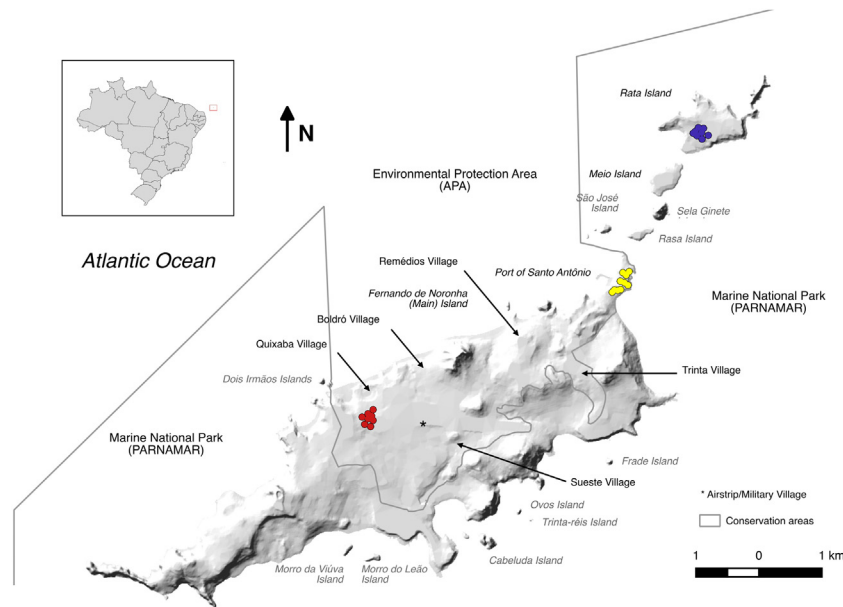 Rata Island
N
Meio Island
Environmental Protection Area
(APA)
São José
Island
Sela Ginete
Rasa Island
Atlantic Ocean
Remédios Village
Port of Santo Antônio
Fernando de Noronha
(Main) Island
Marine National Park
(PARNAMAR)
Boldró Village
Quixaba Village
Trinta Village
Dois Irmãos Islands
*
Marine National Park
(PARNAMAR)
Frade Island
Sueste Village
* Airstrip/Military Village
Ovos Island
Trinta-réis Island
Conservation areas
Cabeluda Island
Morro da Viúva
Island
Morro do Leão
Island
1 0 1 km